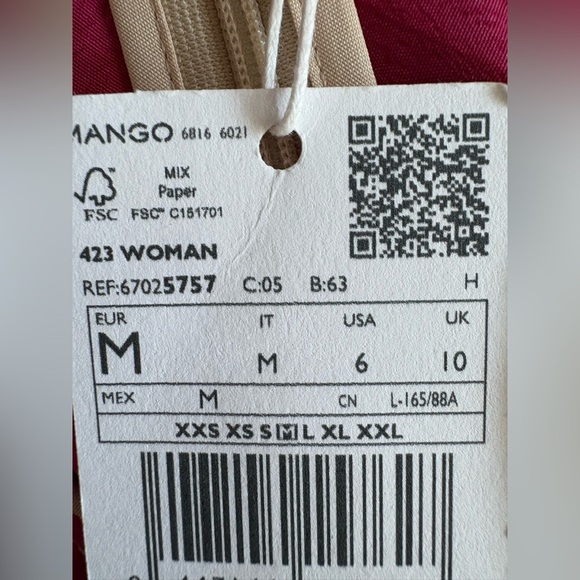 MANGO 6816 6021
MIX
Paper
FSC FSC™ C151701
423 WOMAN
REF:67025757 C:05 B:63 H
EUR IT USA UK
M M 6 10
MEX M CN L-165/88A
XXS XS S M L XL XXL